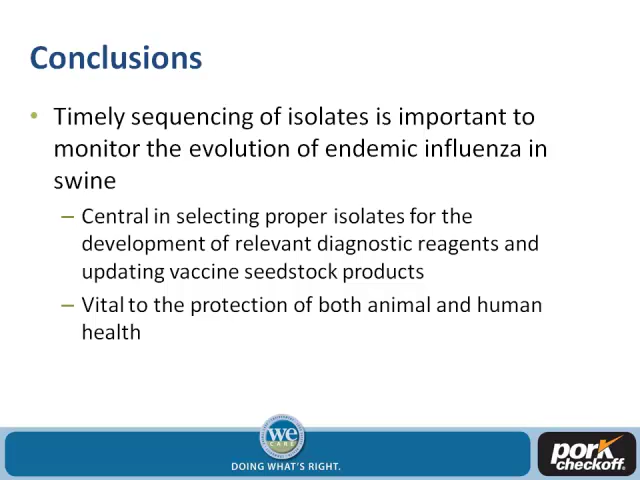 Conclusions
• Timely sequencing of isolates is important to
monitor the evolution of endemic influenza in
swine
– Central in selecting proper isolates for the
development of relevant diagnostic reagents and
updating vaccine seedstock products
– Vital to the protection of both animal and human
health
we
CARE
DOING WHAT'S RIGHT.
pork
checkoff.